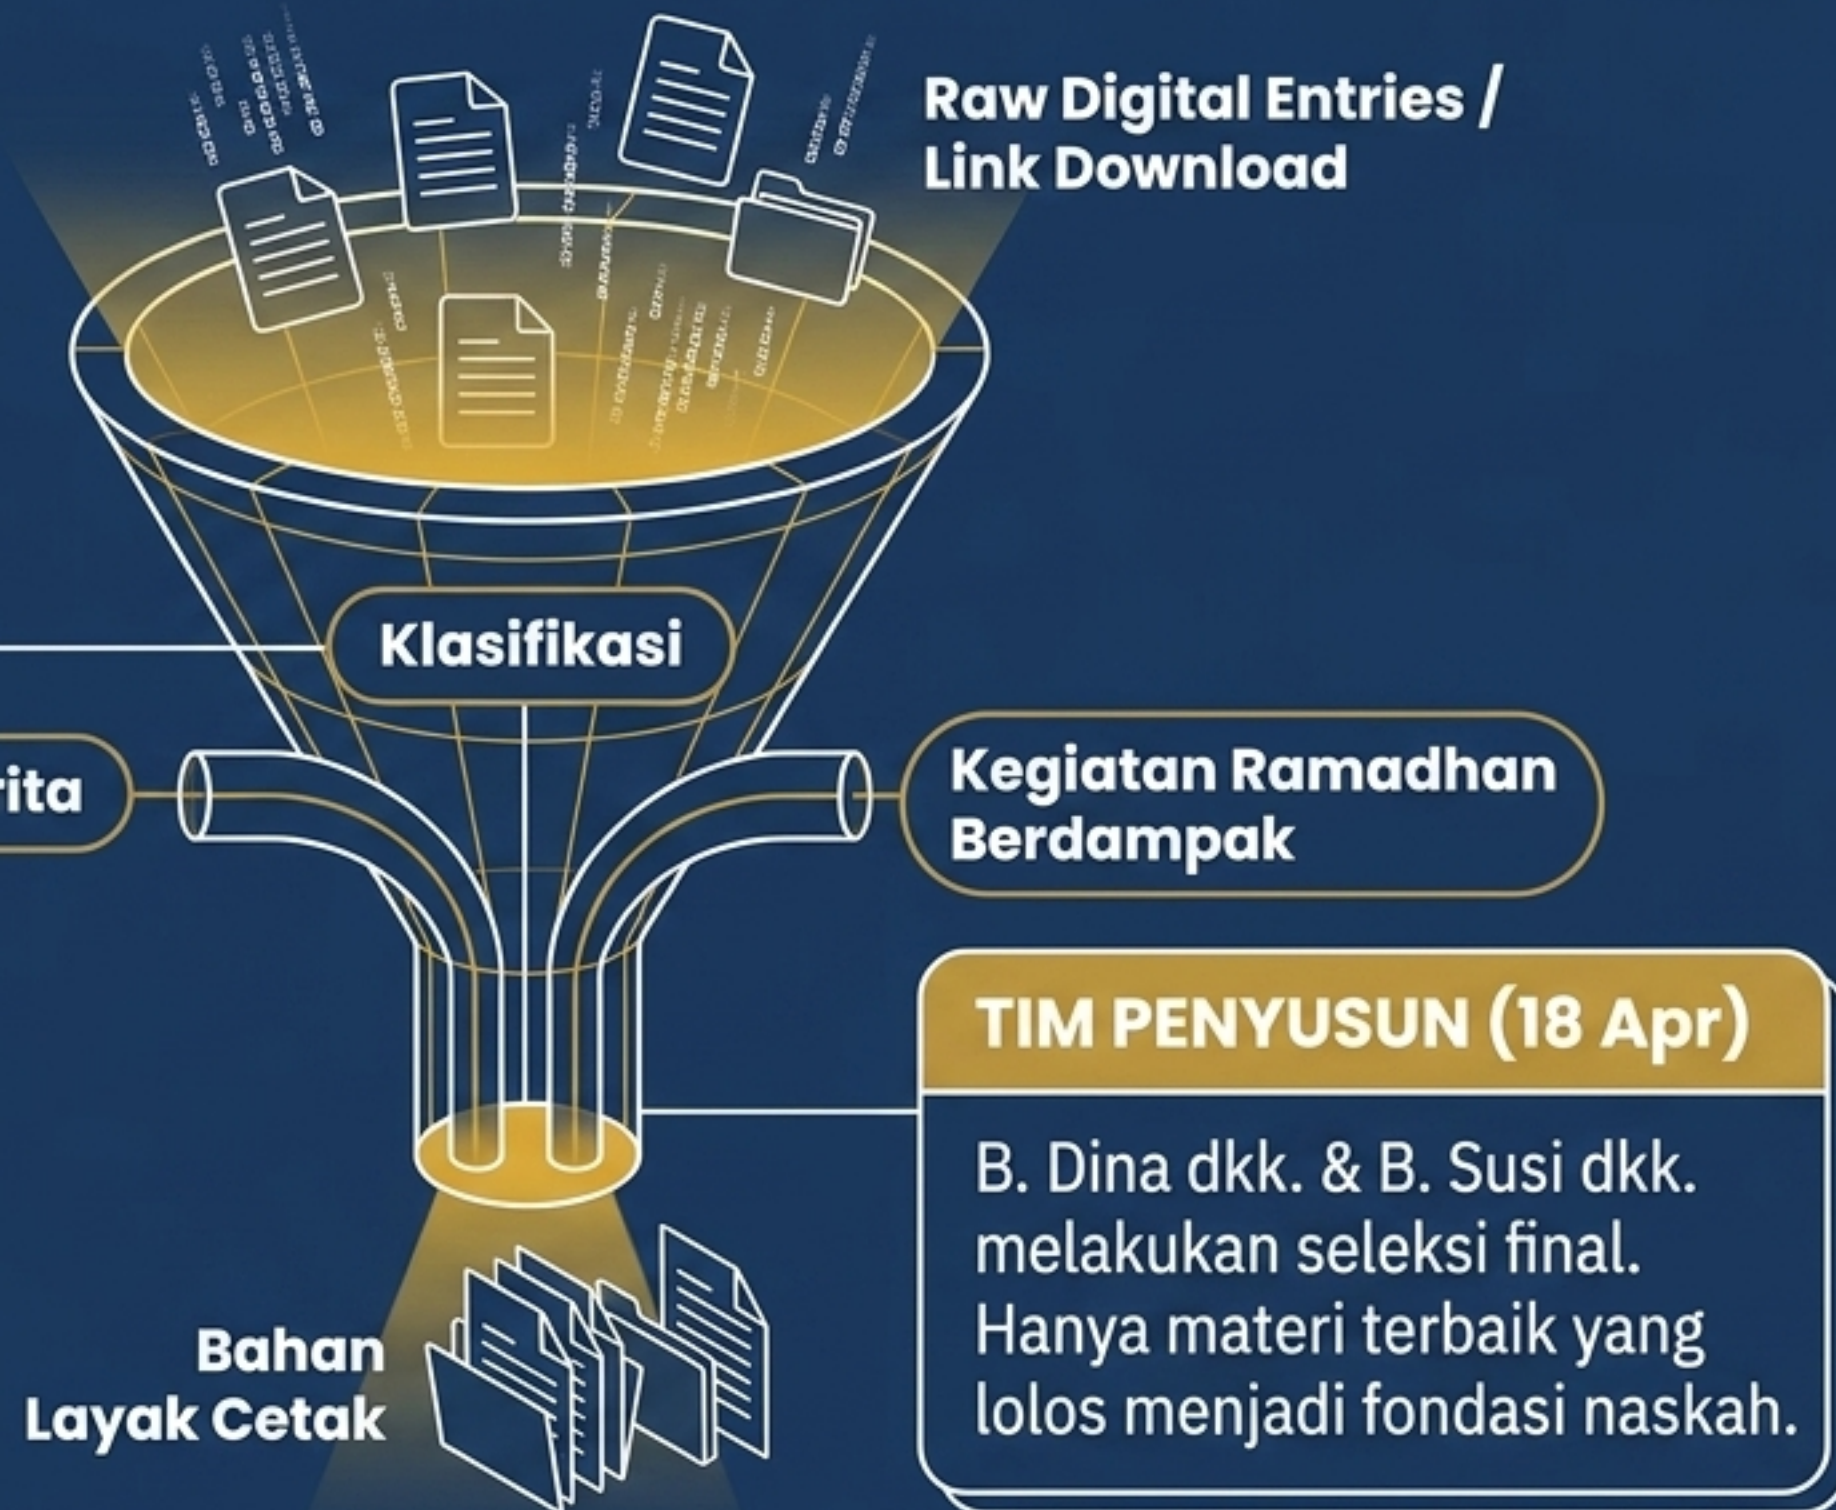 Raw Digital Entries /
Link Download
Klasifikasi
rita
Kegiatan Ramadhan
Berdampak
TIM PENYUSUN (18 Apr)
B. Dina dkk. & B. Susi dkk.
melakukan seleksi final.
Hanya materi terbaik yang
lolos menjadi fondasi naskah.
Bahan
Layak Cetak